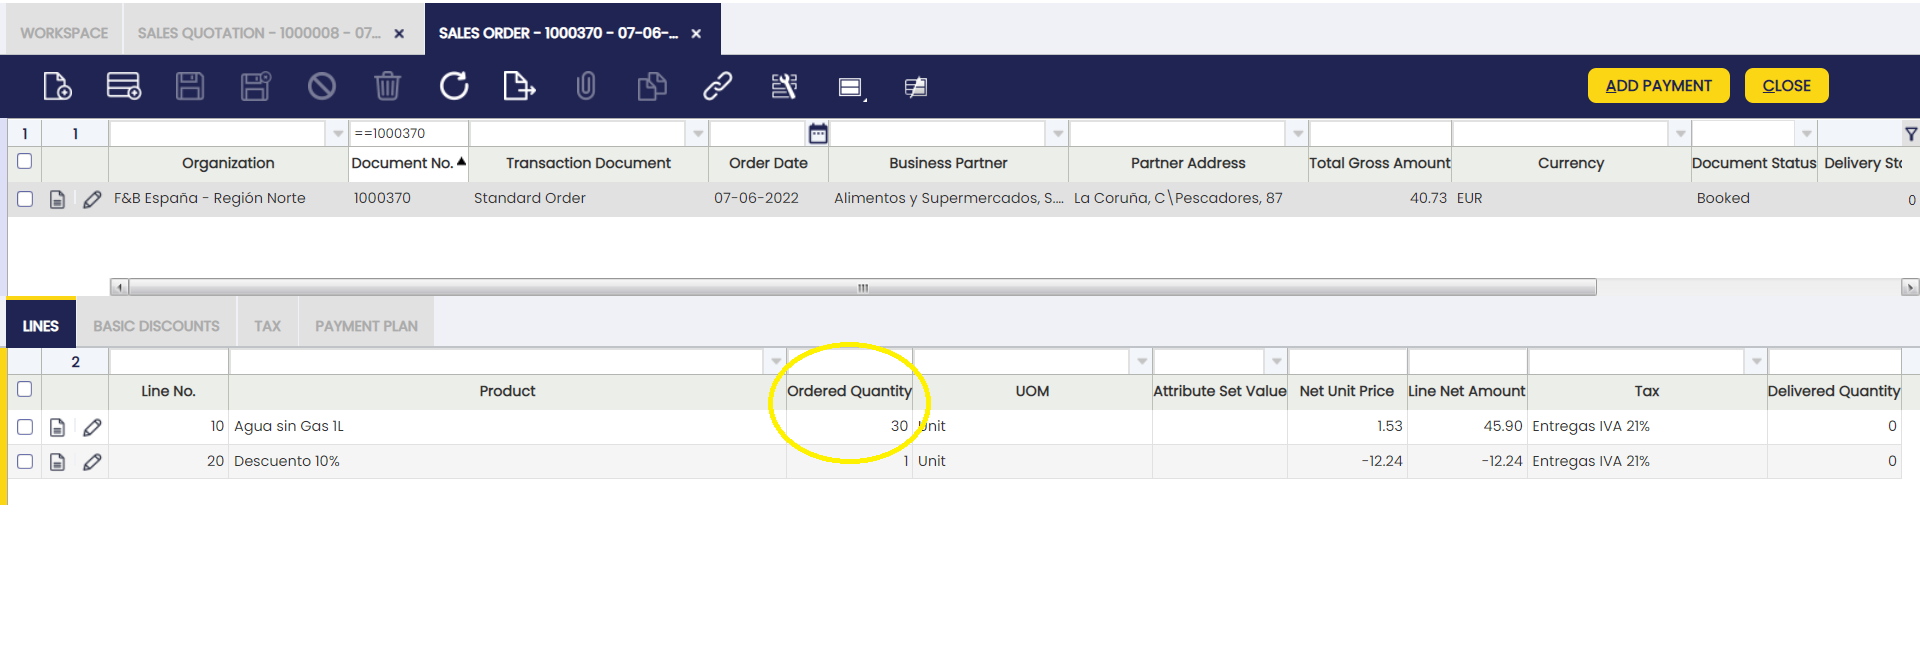 WORKSPACE SALES QUOTATION - 1000008 - 07... SALES ORDER - 1000370 - 07-06-...
ADD PAYMENT CLOSE
1 1 ==1000370
Organization Document No. Transaction Document Order Date Business Partner Partner Address Total Gross Amount Currency Document Status Delivery Sta
F&B España - Región Norte 1000370 Standard Order 07-06-2022 Alimentos y Supermercados, S.... La Coruña, C\Pescadores, 87 40.73 EUR Booked 0
LINES BASIC DISCOUNTS TAX PAYMENT PLAN
2
Line No. Product Ordered Quantity UOM Attribute Set Value Net Unit Price Line Net Amount Tax Delivered Quantity
10 Agua sin Gas 1L 30 Unit 1.53 45.90 Entregas IVA 21% 0
20 Descuento 10% 1 Unit -12.24 -12.24 Entregas IVA 21% 0